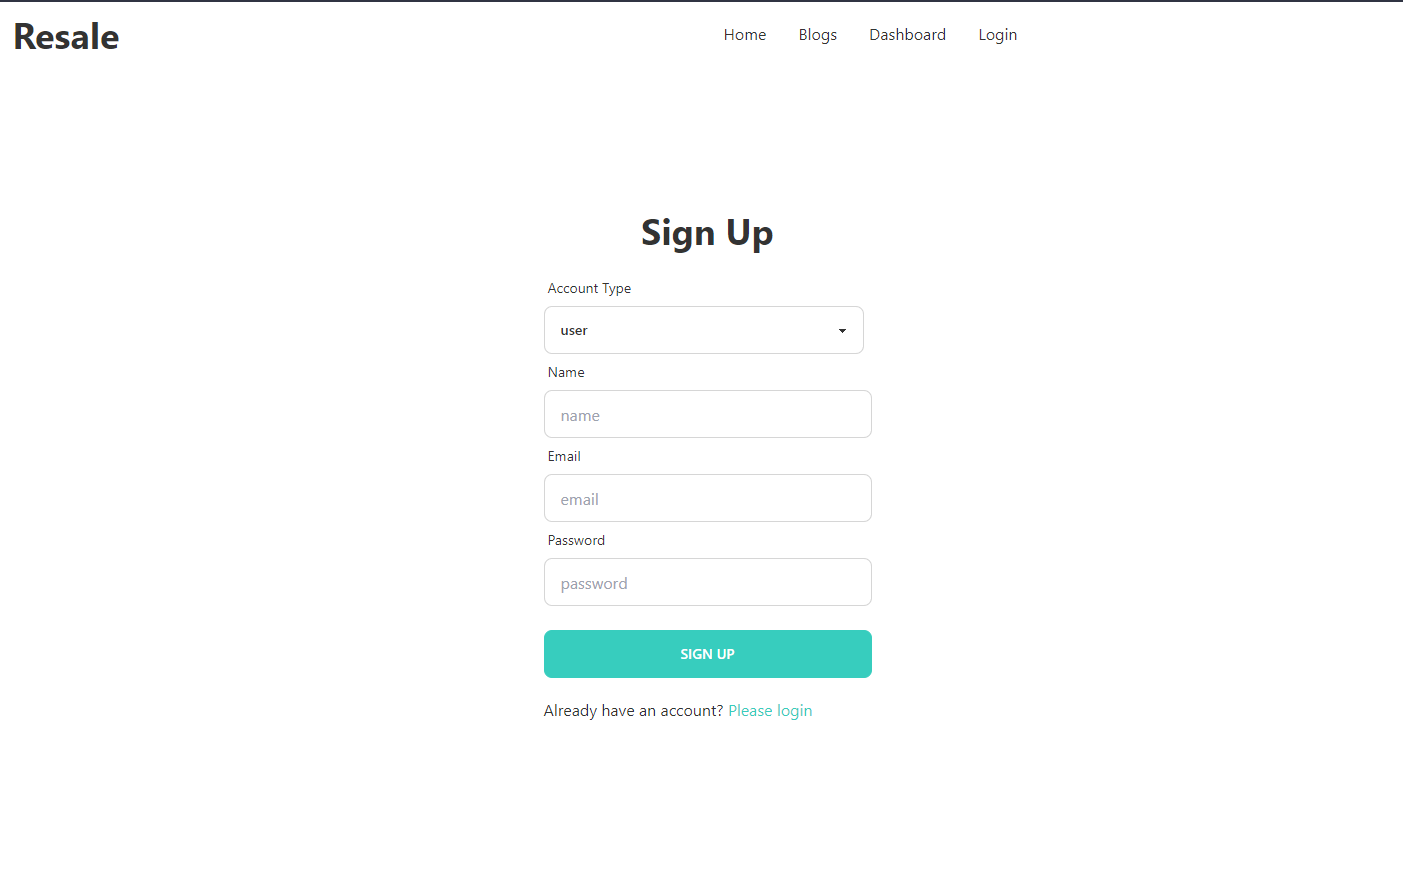 Resale
Home Blogs Dashboard Login
Sign Up
Account Type
user
Name
name
Email
email
Password
password
SIGN UP
Already have an account? Please login